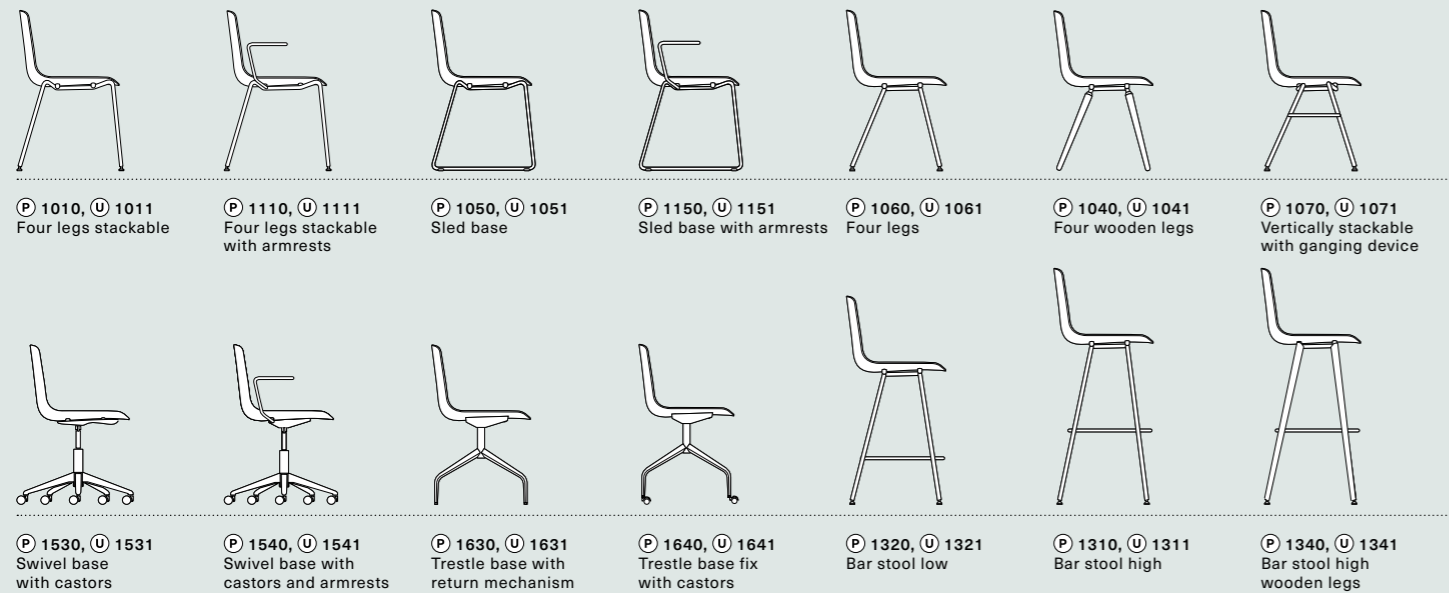 Ⓟ 1010, Ⓤ 1011
Four legs stackable
Ⓟ 1110, Ⓤ 1111
Four legs stackable
with armrests
Ⓟ 1050, Ⓤ 1051
Sled base
Ⓟ 1150, Ⓤ 1151
Sled base with armrests
Ⓟ 1060, Ⓤ 1061
Four legs
Ⓟ 1040, Ⓤ 1041
Four wooden legs
Ⓟ 1070, Ⓤ 1071
Vertically stackable
with ganging device
Ⓟ 1530, Ⓤ 1531
Swivel base
with castors
Ⓟ 1540, Ⓤ 1541
Swivel base with
castors and armrests
Ⓟ 1630, Ⓤ 1631
Trestle base with
return mechanism
Ⓟ 1640, Ⓤ 1641
Trestle base fix
with castors
Ⓟ 1320, Ⓤ 1321
Bar stool low
Ⓟ 1310, Ⓤ 1311
Bar stool high
Ⓟ 1340, Ⓤ 1341
Bar stool high
wooden legs